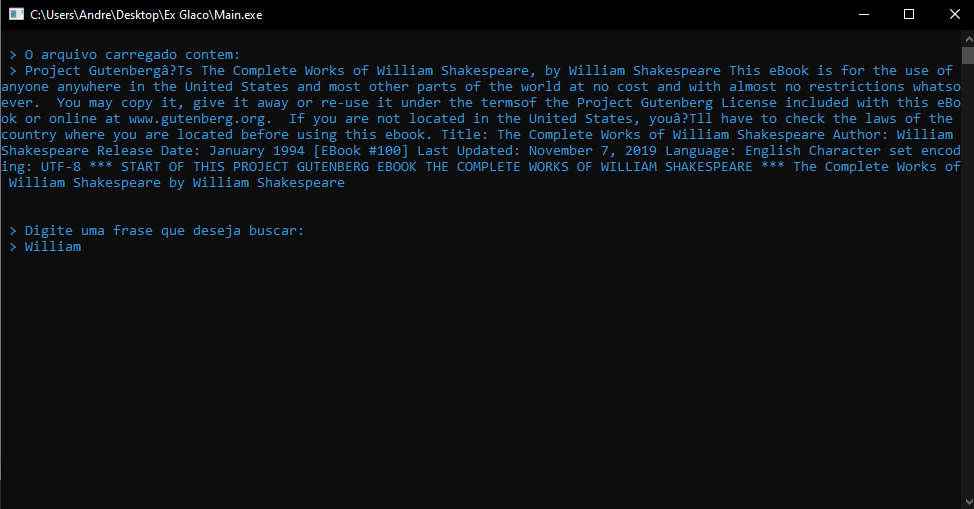 C:\Users\Andre\Desktop\Ex Glaco\Main.exe
> O arquivo carregado contem:
> Project Gutenbergâ?Ts The Complete Works of William Shakespeare, by William Shakespeare This eBook is for the use of
anyone anywhere in the United States and most other parts of the world at no cost and with almost no restrictions whatso
ever.  You may copy it, give it away or re-use it under the termsof the Project Gutenberg License included with this eBo
ok or online at www.gutenberg.org.  If you are not located in the United States, youâ?Tll have to check the laws of the
country where you are located before using this ebook. Title: The Complete Works of William Shakespeare Author: William
Shakespeare Release Date: January 1994 [EBook #100] Last Updated: November 7, 2019 Language: English Character set encod
ing: UTF-8 *** START OF THIS PROJECT GUTENBERG EBOOK THE COMPLETE WORKS OF WILLIAM SHAKESPEARE *** The Complete Works of
William Shakespeare by William Shakespeare
> Digite uma frase que deseja buscar:
> William